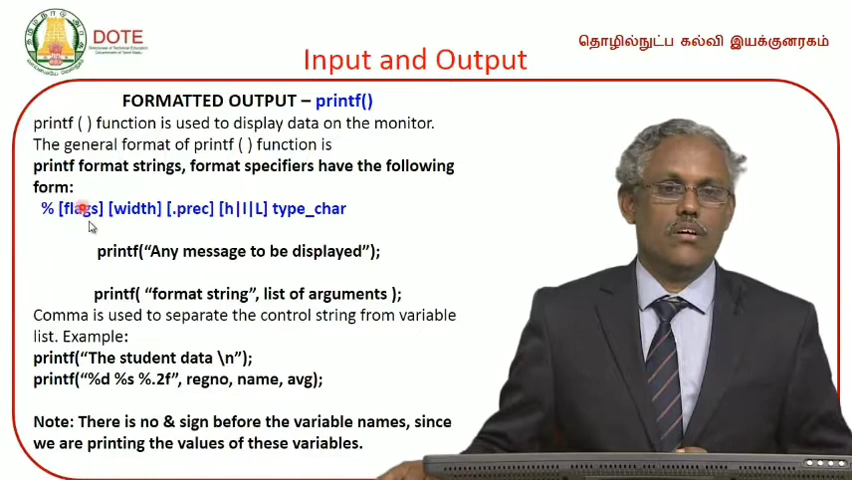 DOTE
தொழில்நுட்ப கல்வி இயக்குனரகம்
Input and Output
FORMATTED OUTPUT – printf()
printf ( ) function is used to display data on the monitor.
The general format of printf ( ) function is
printf format strings, format specifiers have the following
form:
% [flags] [width] [.prec] [h|l|L] type_char
printf(“Any message to be displayed”);
printf( “format string”, list of arguments );
Comma is used to separate the control string from variable
list. Example:
printf(“The student data \n”);
printf(“%d %s %.2f”, regno, name, avg);
Note: There is no & sign before the variable names, since
we are printing the values of these variables.